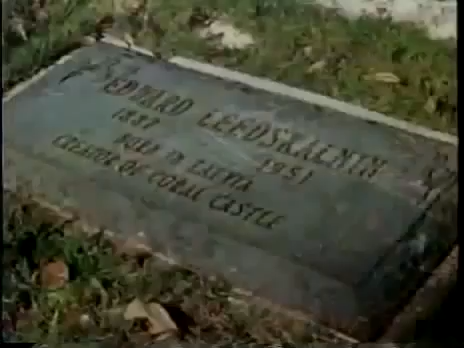 EDWARD LEEDSKALNIN
1887 1951
BORN IN LATVIA
CREATOR OF CORAL CASTLE